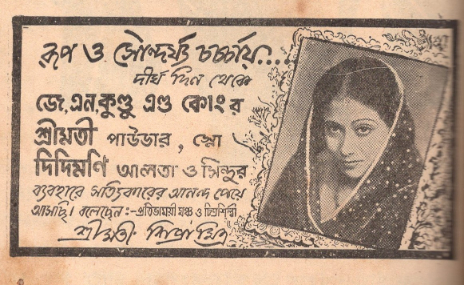 রূপ ও সৌন্দর্য্য চর্চ্চায়....
দীর্ঘ দিন থেকে
জে, এন, কুণ্ডু এণ্ড কোং র
শ্রীমতী পাউডার, স্নো
দিদিমণি আলতা ও সিন্দুর
ব্যবহারে সত্যিকারের আনন্দ পেয়ে
আসছি। বলেছেন :- প্রতিভাময়ী মঞ্চ ও চিত্রশিল্পী
শ্রীমতী শিপ্রা মিত্র